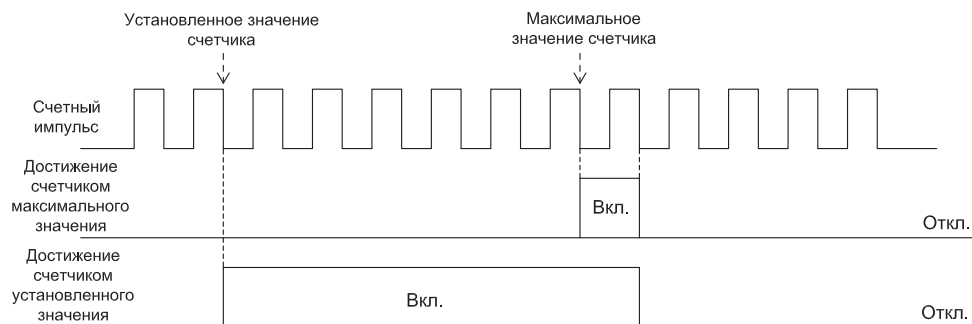 Установленное значение
счетчика
Максимальное
значение счетчика
Счетный
импульс
Достижение
счетчиком
максимального
значения
Вкл.
Откл.
Достижение
счетчиком
установленного
значения
Вкл.
Откл.